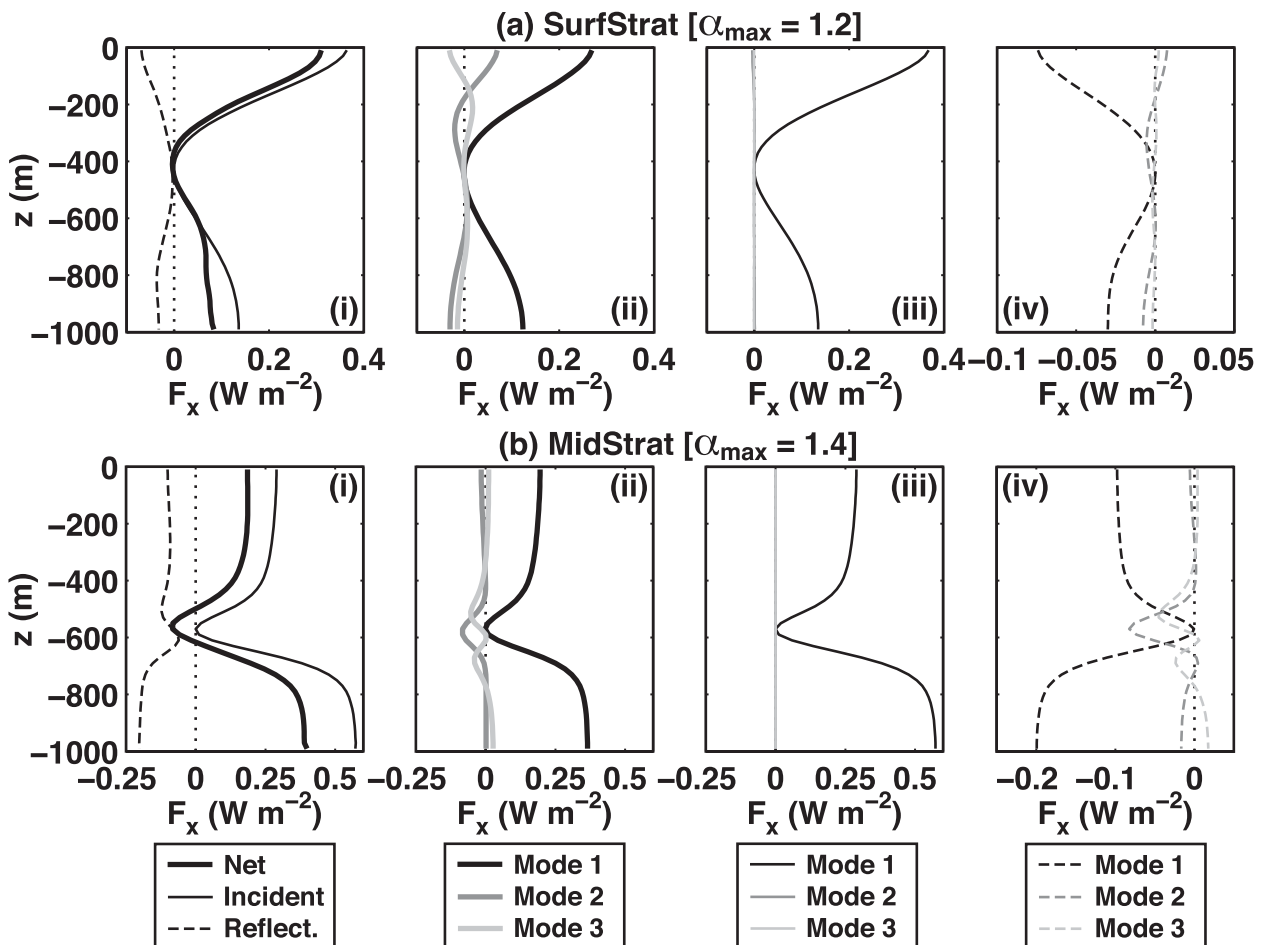 (a) SurfStrat [αmax = 1.2]
0
−200
−400
−600
−800
−1000
z (m)
(i)
(ii)
(iii)
(iv)
0 0.2 0.4
0 0.2 0.4
0 0.2 0.4
−0.1 −0.05 0 0.05
Fx (W m−2)
Fx (W m−2)
Fx (W m−2)
Fx (W m−2)
(b) MidStrat [αmax = 1.4]
0
−200
−400
−600
−800
−1000
z (m)
(i)
(ii)
(iii)
(iv)
−0.25 0 0.25 0.5
−0.25 0 0.25 0.5
−0.25 0 0.25 0.5
−0.2 −0.1 0
Fx (W m−2)
Fx (W m−2)
Fx (W m−2)
Fx (W m−2)
Net
Incident
Reflect.
Mode 1
Mode 2
Mode 3
Mode 1
Mode 2
Mode 3
Mode 1
Mode 2
Mode 3